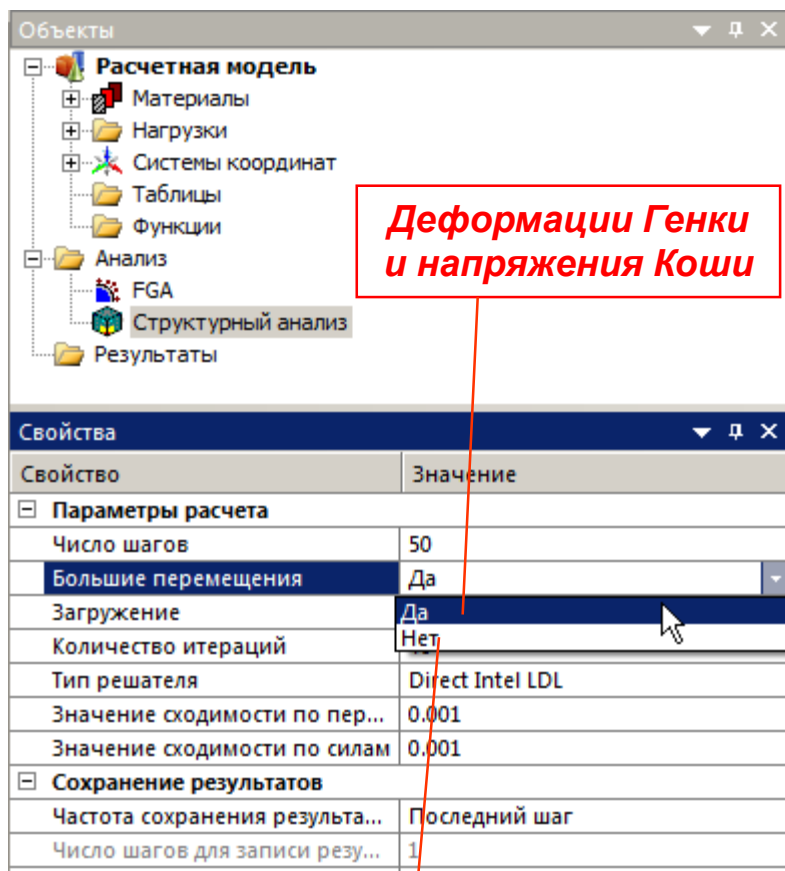 Объекты
Расчетная модель
Материалы
Нагрузки
Системы координат
Таблицы
Функции
Анализ
FGA
Структурный анализ
Результаты
Деформации Генки
и напряжения Коши
Свойства
Свойство Значение
Параметры расчета
Число шагов 50
Большие перемещения Да
Загружение Да
Нет
Количество итераций
Тип решателя Direct Intel LDL
Значение сходимости по пер... 0.001
Значение сходимости по силам 0.001
Сохранение результатов
Частота сохранения результа... Последний шаг
Число шагов для записи резу... 1